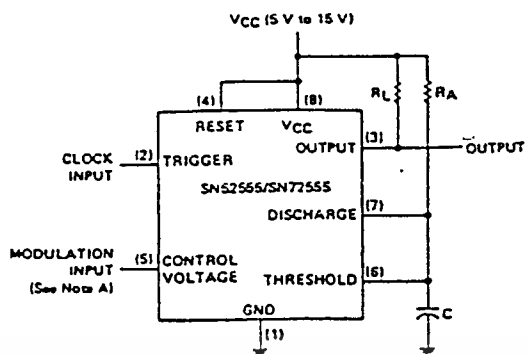 VCC (5 V to 15 V)
(4) (8)
RL RA
RESET VCC
(3)
OUTPUT OUTPUT
CLOCK INPUT
(2) TRIGGER
SN52555/SN72555
(7)
DISCHARGE
MODULATION INPUT
(See Note A)
(5) CONTROL VOLTAGE
(6)
THRESHOLD
C
GND
(1)